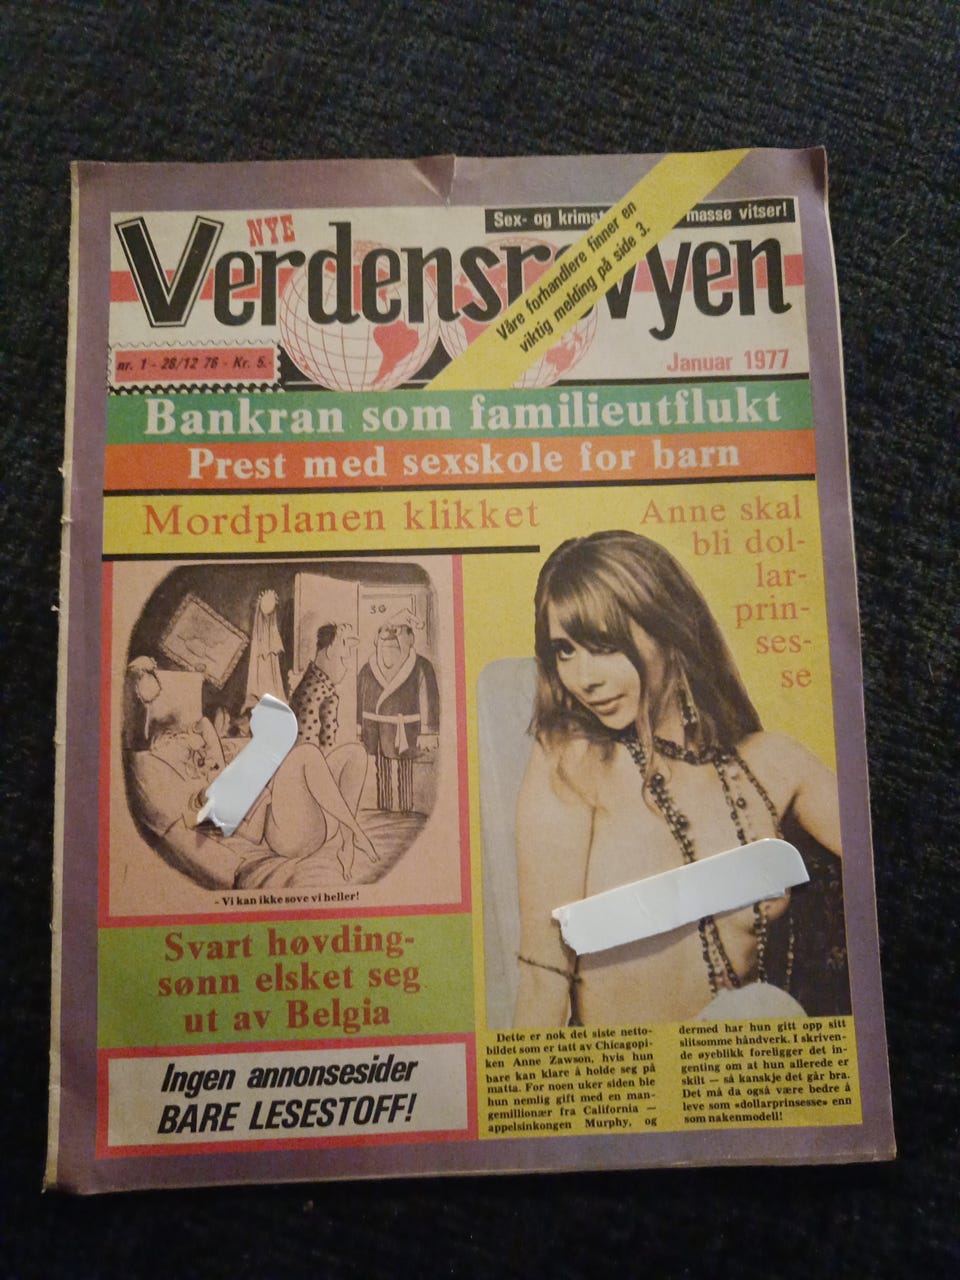 NYE
Sex- og krimst masse vitser!
Verdensr vyen
Våre forhandlere finner en
viktig melding på side 3.
nr. 1 - 28/12 76 - Kr. 5.-
Januar 1977
Bankran som familieutflukt
Prest med sexskole for barn
Mordplanen klikket
Anne skal
bli dol-
lar-
prin-
ses-
se
3G
- Vi kan ikke sove vi heller!
Svart høvding-
sønn elsket seg
ut av Belgia
Ingen annonsesider
BARE LESESTOFF!
Dette er nok det siste netto-
bildet som er tatt av Chicagopi-
ken Anne Zawson, hvis hun
bare kan klare å holde seg på
matta. For noen uker siden ble
hun nemlig gift med en man-
gemillionær fra California —
appelsinkongen Murphy, og
dermed har hun gitt opp sitt
slitsomme håndverk. I skriven-
de øyeblikk foreligger det in-
genting om at hun allerede er
skilt — så kanskje det går bra.
Det må da også være bedre å
leve som «dollarprinsesse» enn
som nakenmodell!